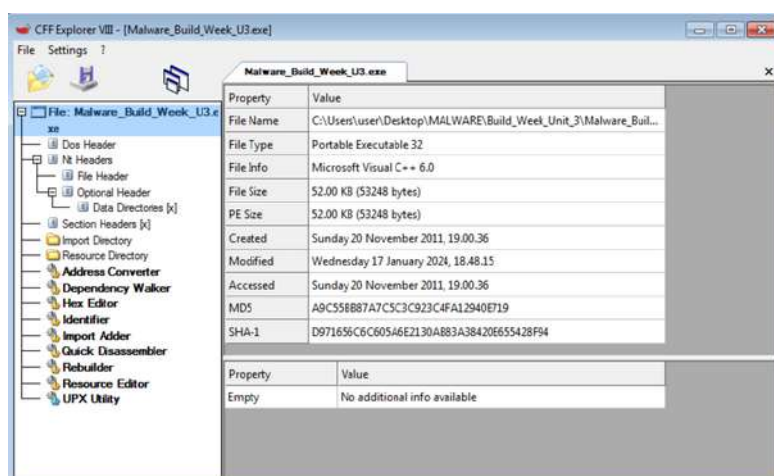 CFF Explorer VIII - [Malware_Build_Week_U3.exe]
File Settings ?
Malware_Build_Week_U3.exe
x
File: Malware_Build_Week_U3.e
xe
Dos Header
Nt Headers
File Header
Optional Header
Data Directories [x]
Section Headers [x]
Import Directory
Resource Directory
Address Converter
Dependency Walker
Hex Editor
Identifier
Import Adder
Quick Disassembler
Rebuilder
Resource Editor
UPX Utility
Property Value
File Name C:\Users\user\Desktop\MALWARE\Build_Week_Unit_3\Malware_Buil...
File Type Portable Executable 32
File Info Microsoft Visual C++ 6.0
File Size 52.00 KB (53248 bytes)
PE Size 52.00 KB (53248 bytes)
Created Sunday 20 November 2011, 19.00.36
Modified Wednesday 17 January 2024, 18.48.15
Accessed Sunday 20 November 2011, 19.00.36
MD5 A9C55BB87A7C5C3C923C4FA12940E719
SHA-1 D971656C6C605A6E2130AB83A38420E655428F94
Property Value
Empty No additional info available